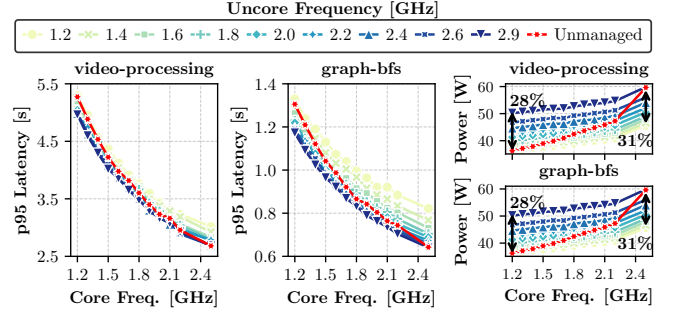 Uncore Frequency [GHz]
1.2 1.4 1.6 1.8 2.0 2.2 2.4 2.6 2.9 Unmanaged
video-processing
p95 Latency [s]
5.5
4.5
3.5
2.5
1.2 1.5 1.8 2.1 2.4
Core Freq. [GHz]
graph-bfs
p95 Latency [s]
1.4
1.2
1.0
0.8
0.6
1.2 1.5 1.8 2.1 2.4
Core Freq. [GHz]
video-processing
Power [W]
60
50
40
28%
31%
graph-bfs
Power [W]
60
50
40
28%
31%
1.2 1.5 1.8 2.1 2.4
Core Freq. [GHz]